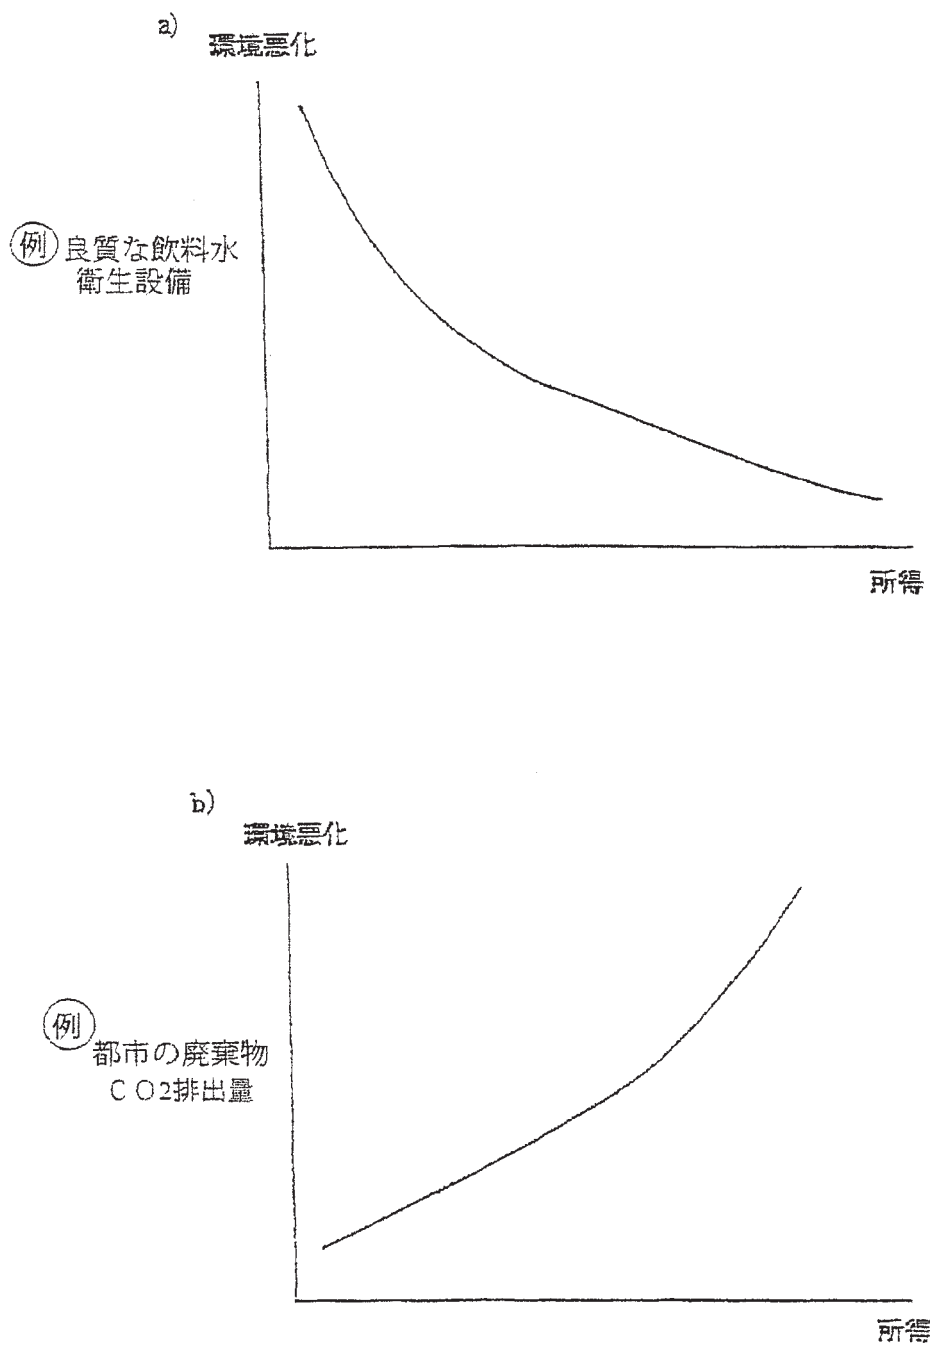 a)
環境悪化
例 良質な飲料水
衛生設備
所得
b)
環境悪化
例
都市の廃棄物
CO2排出量
所得